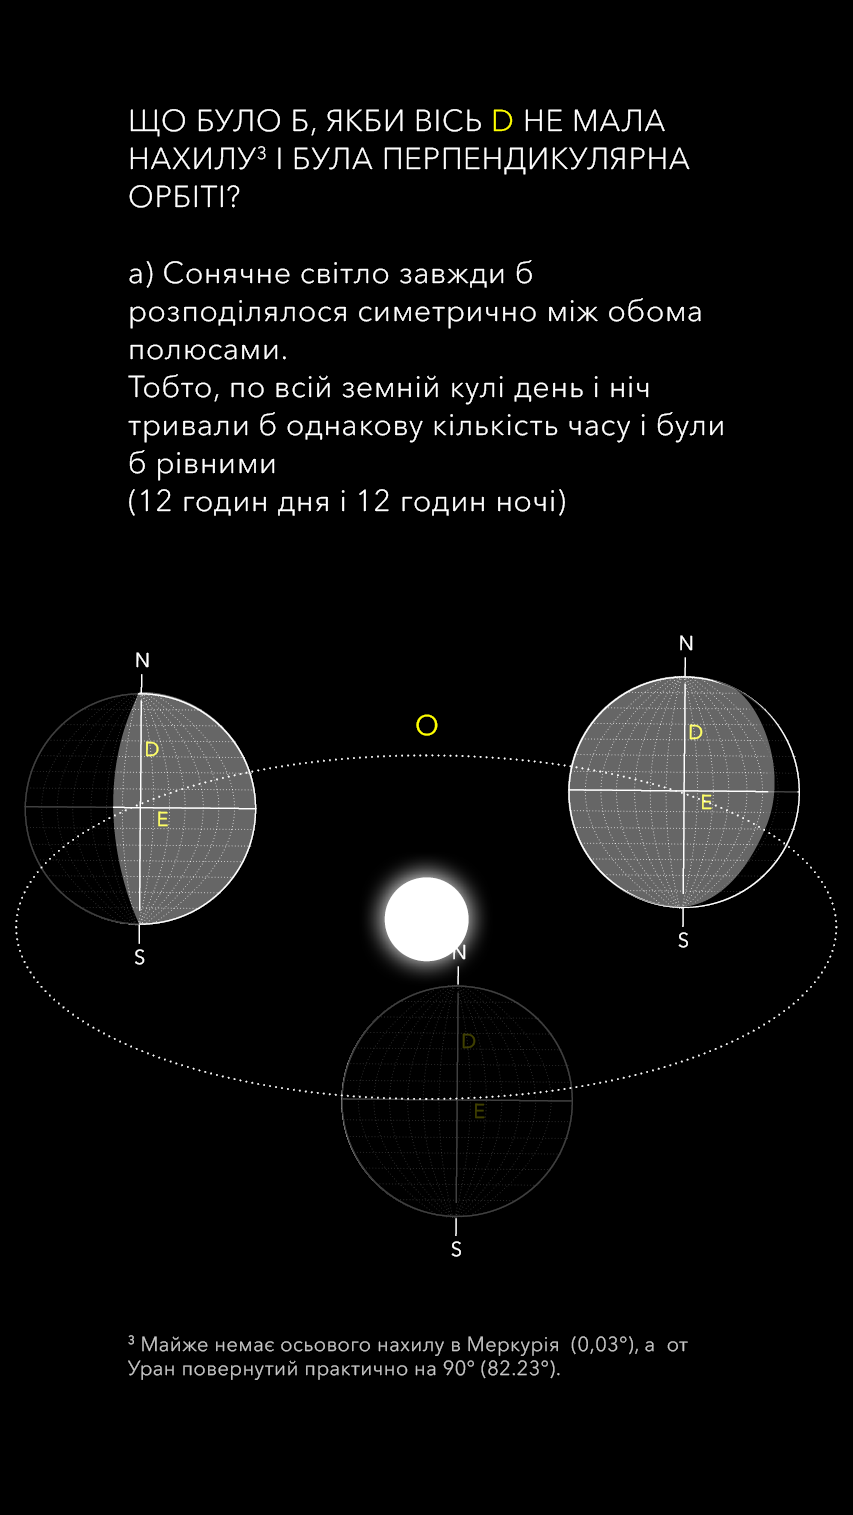 ЩО БУЛО Б, ЯКБИ ВІСЬ D НЕ МАЛА
НАХИЛУ³ І БУЛА ПЕРПЕНДИКУЛЯРНА
ОРБІТІ?
а) Сонячне світло завжди б
розподілялося симетрично між обома
полюсами.
Тобто, по всій земній кулі день і ніч
тривали б однакову кількість часу і були
б рівними
(12 годин дня і 12 годин ночі)
N
N
O
D
D
E
E
S
S
N
D
E
S
³ Майже немає осьового нахилу в Меркурія (0,03°), а от
Уран повернутий практично на 90° (82.23°).